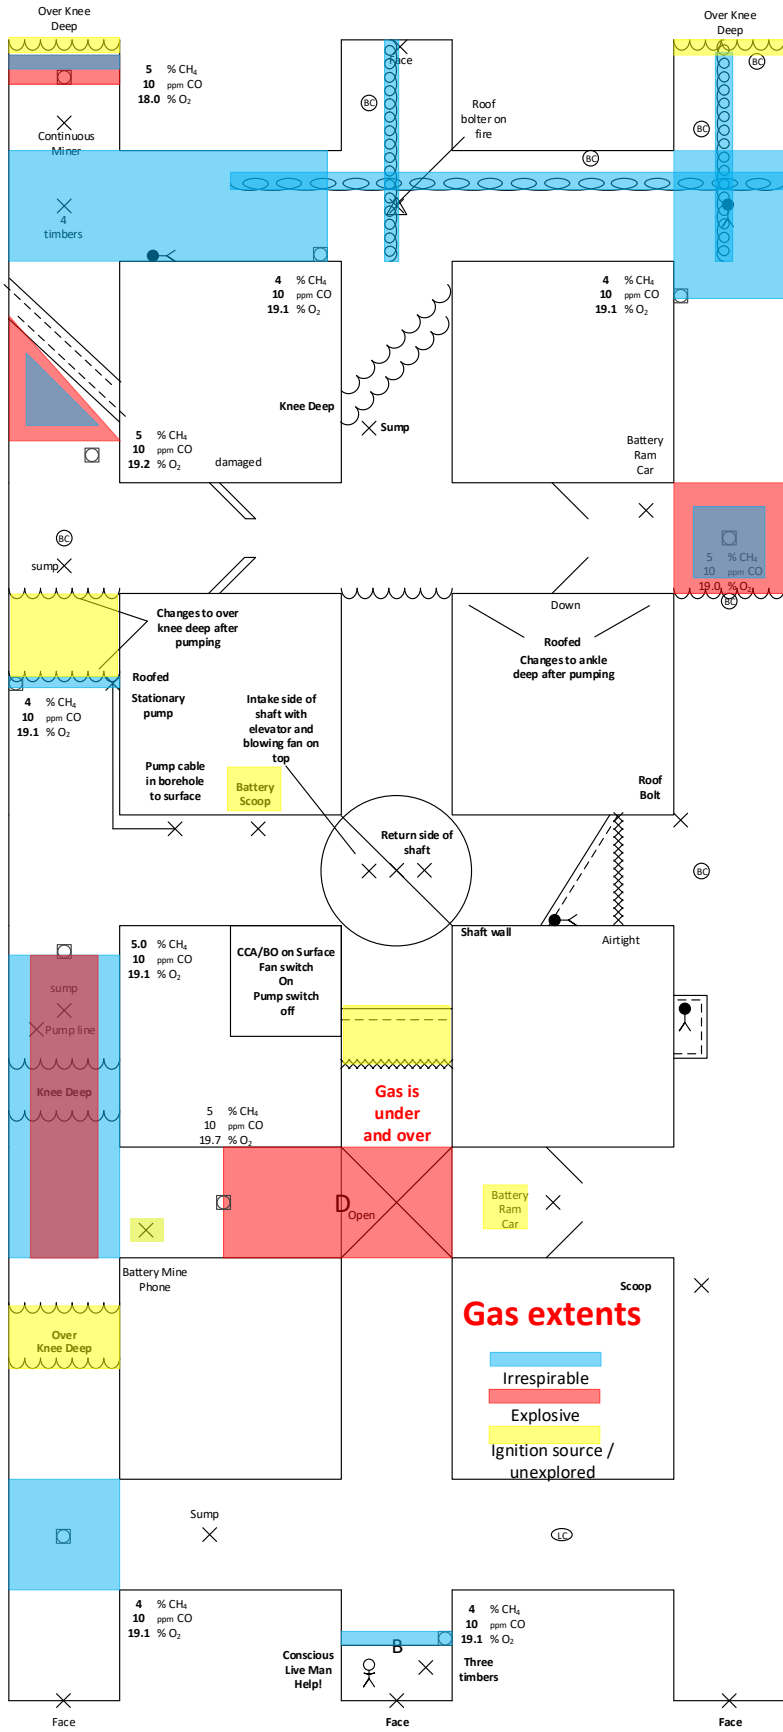 Over Knee
Deep
Over Knee
Deep
5 % CH₄
10 ppm CO
18.0 % O₂
Face
BC
BC
Roof
bolter on
fire
BC
BC
Continuous
Miner
4
timbers
4 % CH₄
10 ppm CO
19.1 % O₂
4 % CH₄
10 ppm CO
19.1 % O₂
Knee Deep
Sump
5 % CH₄
10 ppm CO
19.2 % O₂
damaged
Battery
Ram
Car
BC
sump
5 % CH₄
10 ppm CO
19.0 % O₂
BC
Changes to over
knee deep after
pumping
Down
Roofed
Changes to ankle
deep after pumping
Roofed
Stationary
pump
4 % CH₄
10 ppm CO
19.1 % O₂
Intake side of
shaft with
elevator and
blowing fan on
top
Pump cable
in borehole
to surface
Battery
Scoop
Roof
Bolt
Return side of
shaft
BC
Shaft wall
Airtight
5.0 % CH₄
10 ppm CO
19.1 % O₂
CCA/BO on Surface
Fan switch
On
Pump switch
off
sump
Pump line
Knee Deep
Gas is
under
and over
5 % CH₄
10 ppm CO
19.7 % O₂
D
Open
Battery
Ram
Car
Battery Mine
Phone
Scoop
Gas extents
Over
Knee Deep
Irrespirable
Explosive
Ignition source /
unexplored
Sump
LC
4 % CH₄
10 ppm CO
19.1 % O₂
4 % CH₄
10 ppm CO
19.1 % O₂
B
Conscious
Live Man
Help!
Three
timbers
Face
Face
Face